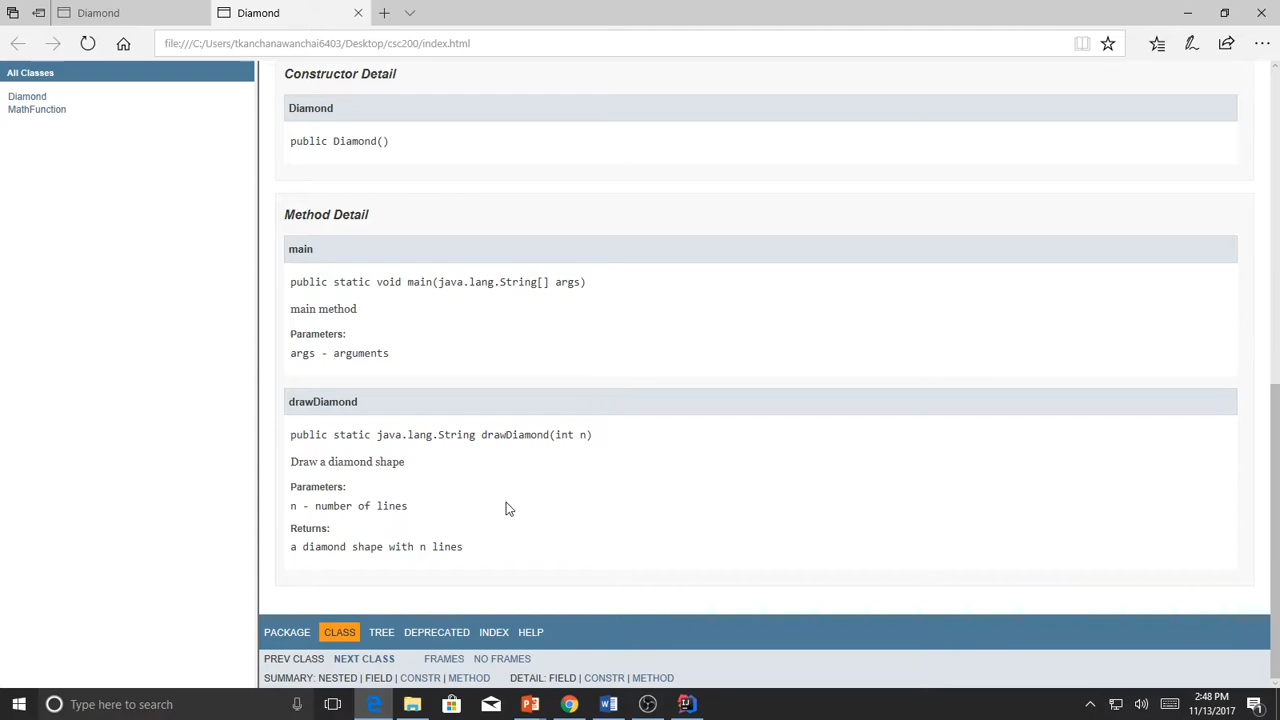 Diamond
Diamond
file:///C:/Users/tkanchanawanchai6403/Desktop/csc200/index.html
All Classes
Diamond
MathFunction
Constructor Detail
Diamond
public Diamond()
Method Detail
main
public static void main(java.lang.String[] args)
main method
Parameters:
args - arguments
drawDiamond
public static java.lang.String drawDiamond(int n)
Draw a diamond shape
Parameters:
n - number of lines
Returns:
a diamond shape with n lines
PACKAGE CLASS TREE DEPRECATED INDEX HELP
PREV CLASS NEXT CLASS FRAMES NO FRAMES
SUMMARY: NESTED | FIELD | CONSTR | METHOD DETAIL: FIELD | CONSTR | METHOD
Type here to search
2:48 PM
11/13/2017